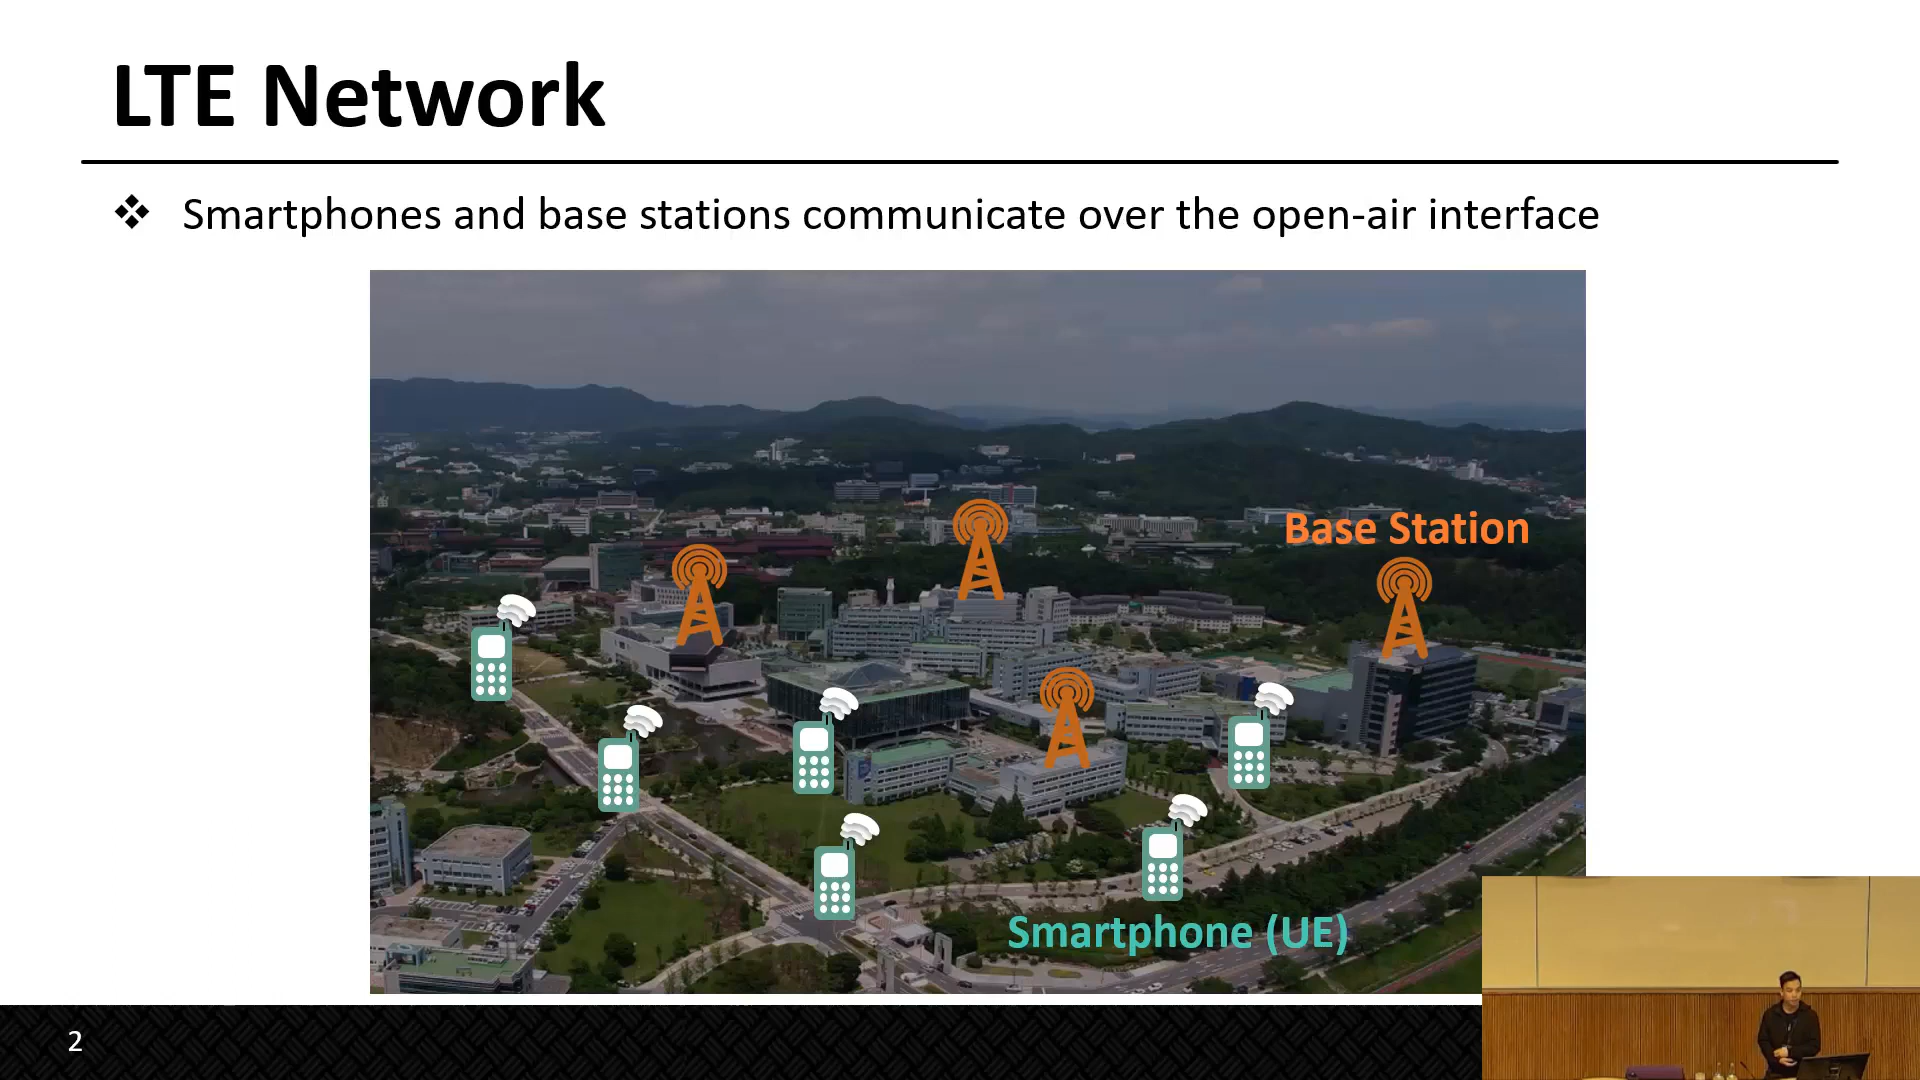 LTE Network
❖ Smartphones and base stations communicate over the open-air interface
Base Station
Smartphone (UE)
2